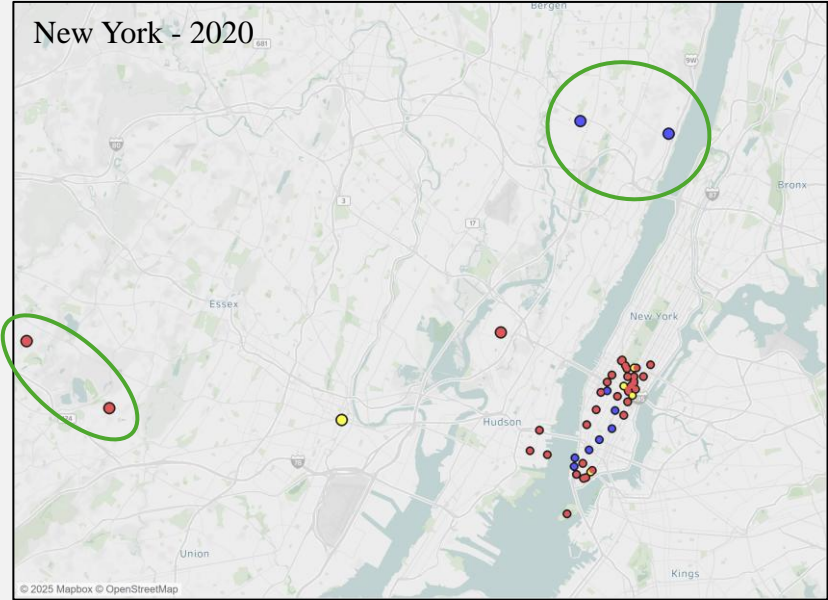 New York - 2020
Bergen
681
9W
80
Bronx
87
3
17
Essex
New York
Hudson
Union
Kings
© 2025 Mapbox © OpenStreetMap